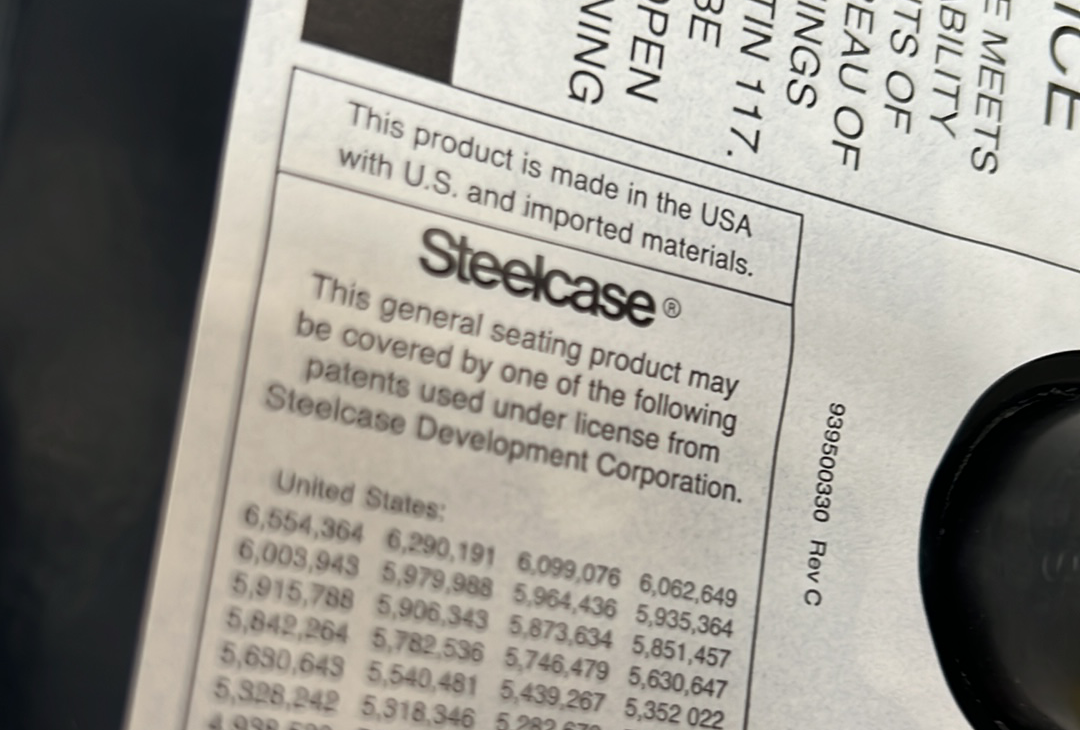 ICE
E MEETS
ABILITY
TS OF
EAU OF
INGS
TIN 117.
BE
PEN
NING
This product is made in the USA
with U.S. and imported materials.
Steelcase®
This general seating product may
be covered by one of the following
patents used under license from
Steelcase Development Corporation.
United States:
6,554,364 6,290,191 6,099,076 6,062,649
6,003,943 5,979,988 5,964,436 5,935,364
5,915,788 5,906,343 5,873,634 5,851,457
5,842,264 5,782,536 5,746,479 5,630,647
5,630,643 5,540,481 5,439,267 5,352 022
5,328,242 5,318,346
939500330 Rev C